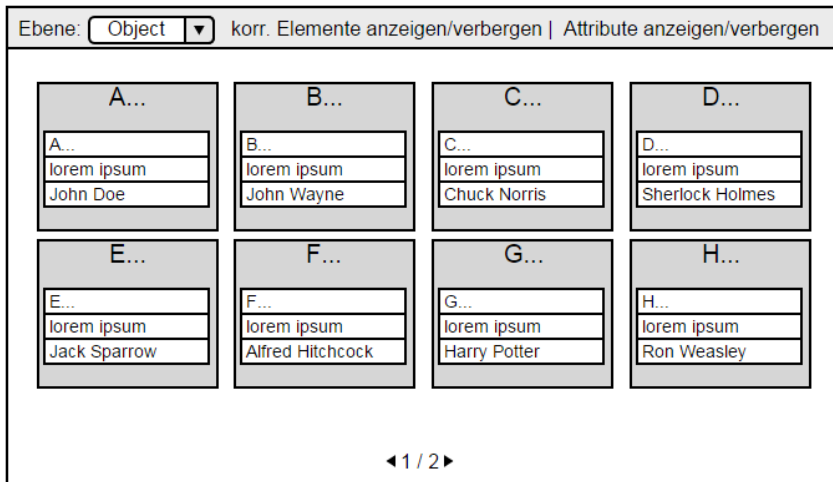 Ebene: Object ▼ korr. Elemente anzeigen/verbergen | Attribute anzeigen/verbergen
A... B... C... D...
A... B... C... D...
lorem ipsum lorem ipsum lorem ipsum lorem ipsum
John Doe John Wayne Chuck Norris Sherlock Holmes
E... F... G... H...
E... F... G... H...
lorem ipsum lorem ipsum lorem ipsum lorem ipsum
Jack Sparrow Alfred Hitchcock Harry Potter Ron Weasley
◄ 1 / 2 ►